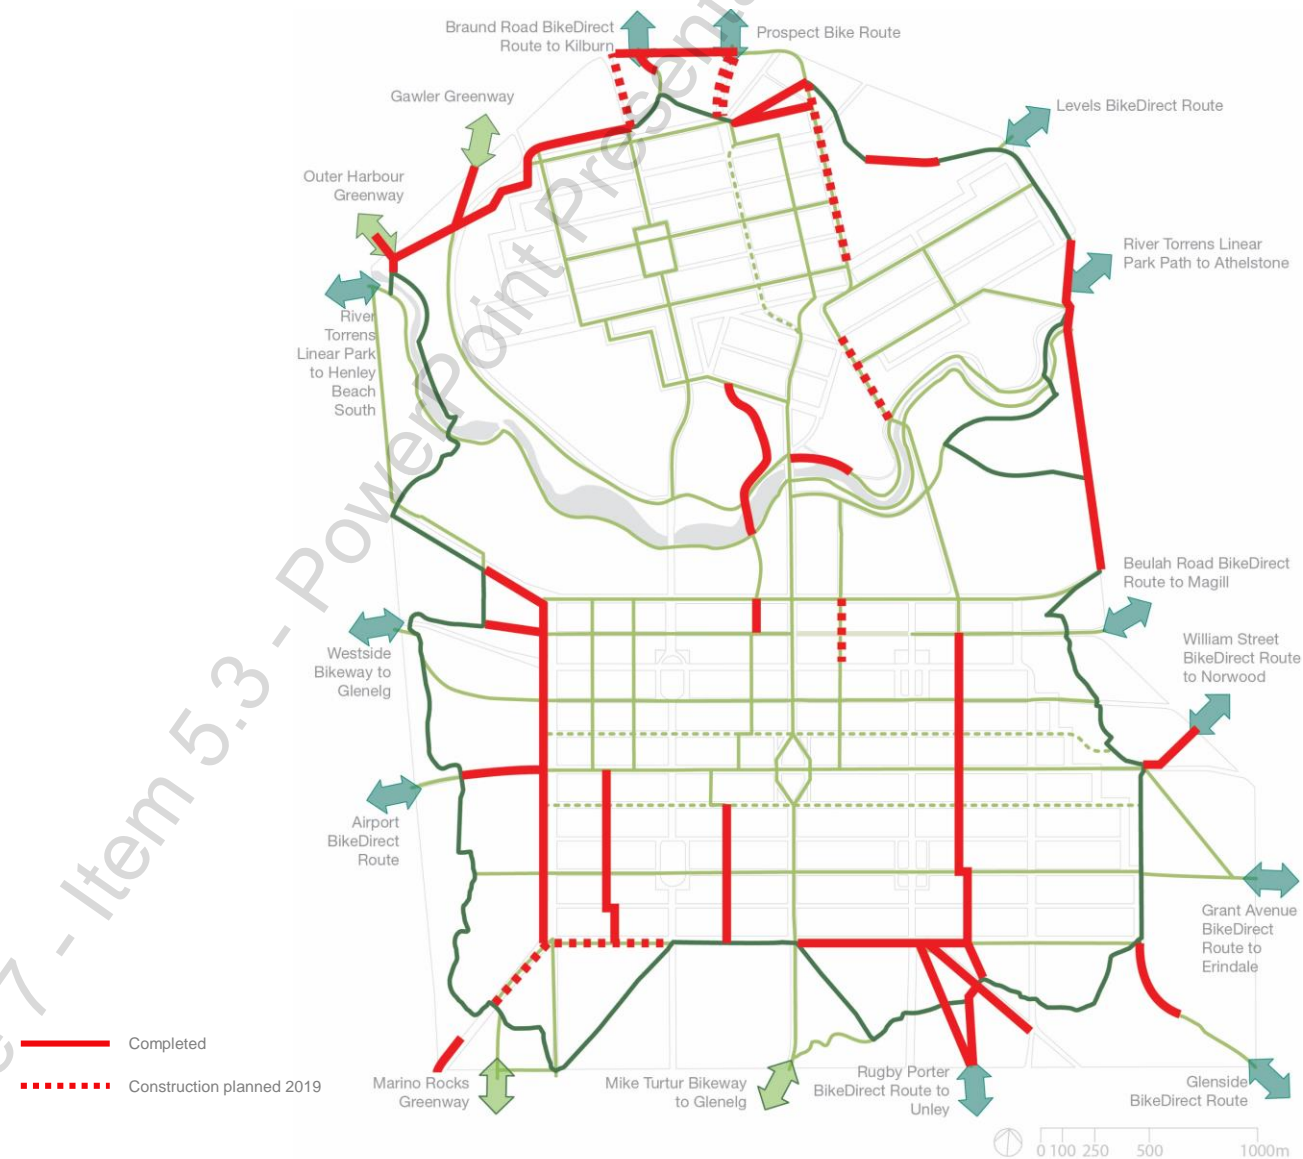 Braund Road BikeDirect
Route to Kilburn
Prospect Bike Route
Gawler Greenway
Levels BikeDirect Route
Outer Harbour
Greenway
River Torrens Linear
Park Path to Athelstone
River
Torrens
Linear Park
to Henley
Beach
South
Beulah Road BikeDirect
Route to Magill
William Street
BikeDirect Route
to Norwood
Westside
Bikeway to
Glenelg
Airport
BikeDirect
Route
Grant Avenue
BikeDirect
Route to
Erindale
Completed
Construction planned 2019
Marino Rocks
Greenway
Mike Turtur Bikeway
to Glenelg
Rugby Porter
BikeDirect Route to
Unley
Glenside
BikeDirect Route
0 100 250 500 1000m
7 - Item 5.3 - PowerPoint Presenta